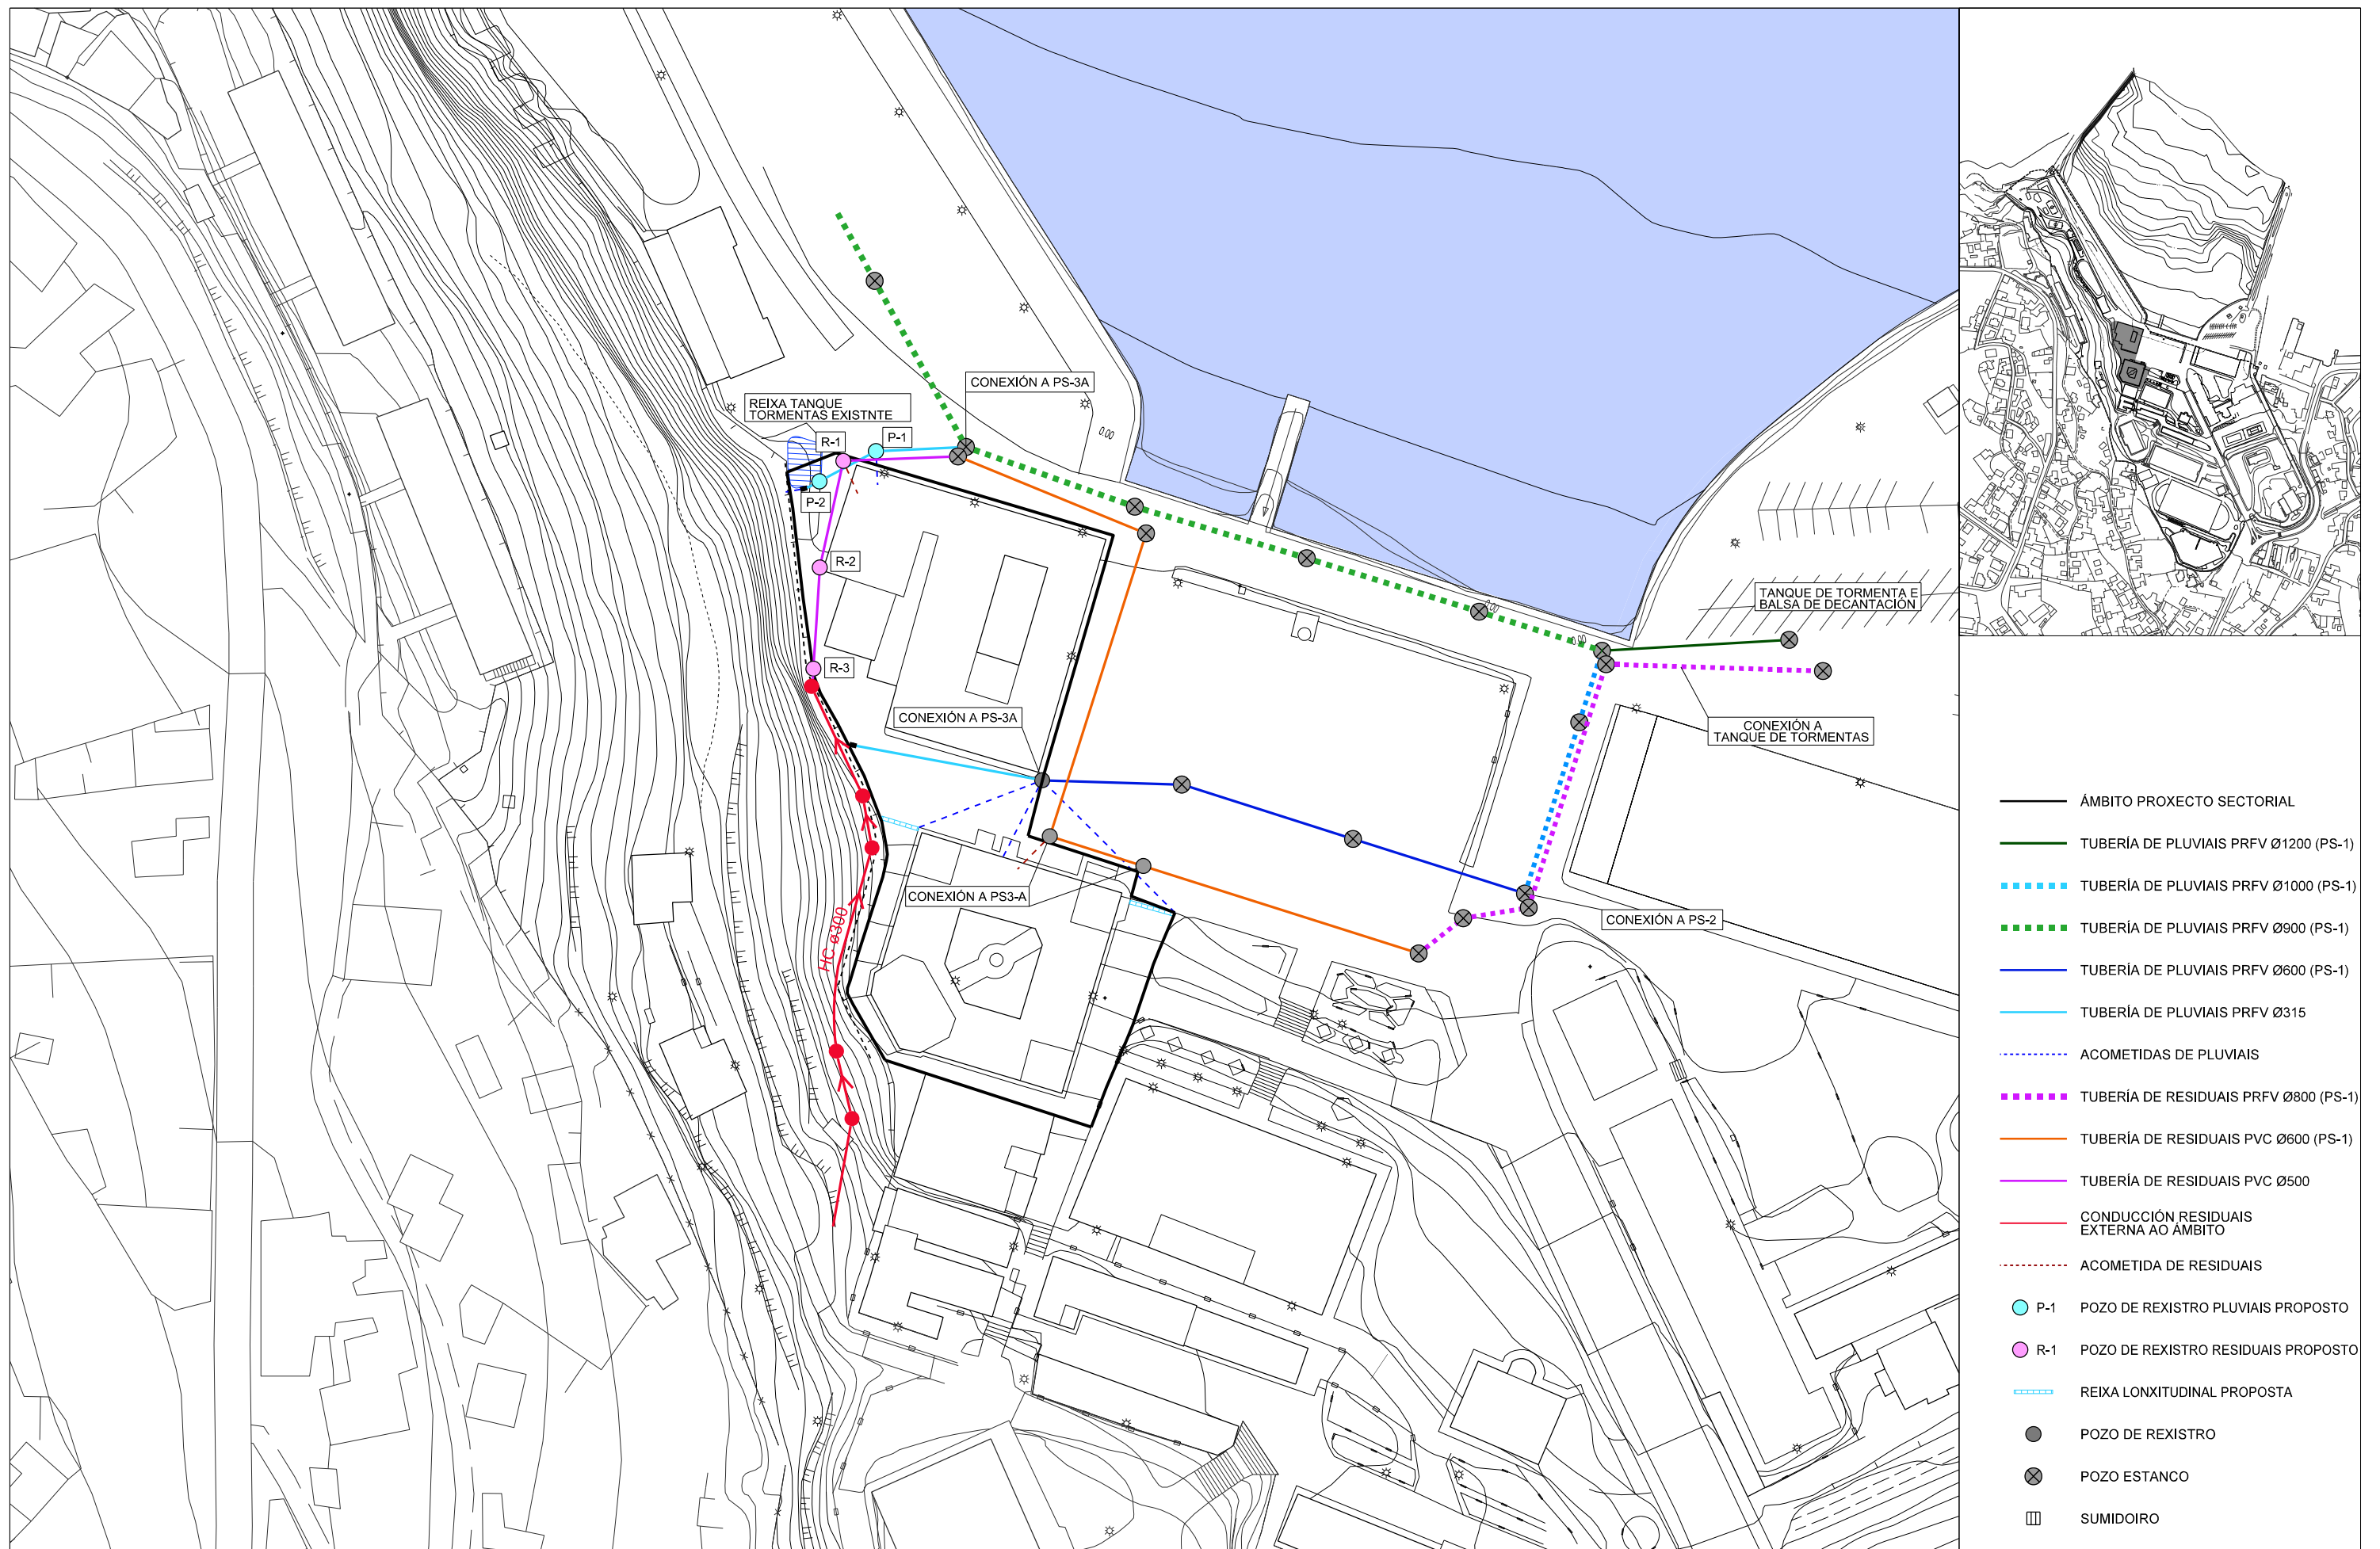 CONEXIÓN A PS-3A
REIXA TANQUE
TORMENTAS EXISTNTE
R-1
P-1
0.00
P-2
R-2
TANQUE DE TORMENTA E
BALSA DE DECANTACIÓN
0.00
0.00
R-3
CONEXIÓN A PS-3A
CONEXIÓN A
TANQUE DE TORMENTAS
CONEXIÓN A PS3-A
CONEXIÓN A PS-2
HC ø300
ÁMBITO PROXECTO SECTORIAL
TUBERÍA DE PLUVIAIS PRFV Ø1200 (PS-1)
TUBERÍA DE PLUVIAIS PRFV Ø1000 (PS-1)
TUBERÍA DE PLUVIAIS PRFV Ø900 (PS-1)
TUBERÍA DE PLUVIAIS PRFV Ø600 (PS-1)
TUBERÍA DE PLUVIAIS PRFV Ø315
ACOMETIDAS DE PLUVIAIS
TUBERÍA DE RESIDUAIS PRFV Ø800 (PS-1)
TUBERÍA DE RESIDUAIS PVC Ø600 (PS-1)
TUBERÍA DE RESIDUAIS PVC Ø500
CONDUCCIÓN RESIDUAIS
EXTERNA AO ÁMBITO
ACOMETIDA DE RESIDUAIS
P-1 POZO DE REXISTRO PLUVIAIS PROPOSTO
R-1 POZO DE REXISTRO RESIDUAIS PROPOSTO
REIXA LONXITUDINAL PROPOSTA
POZO DE REXISTRO
POZO ESTANCO
SUMIDOIRO